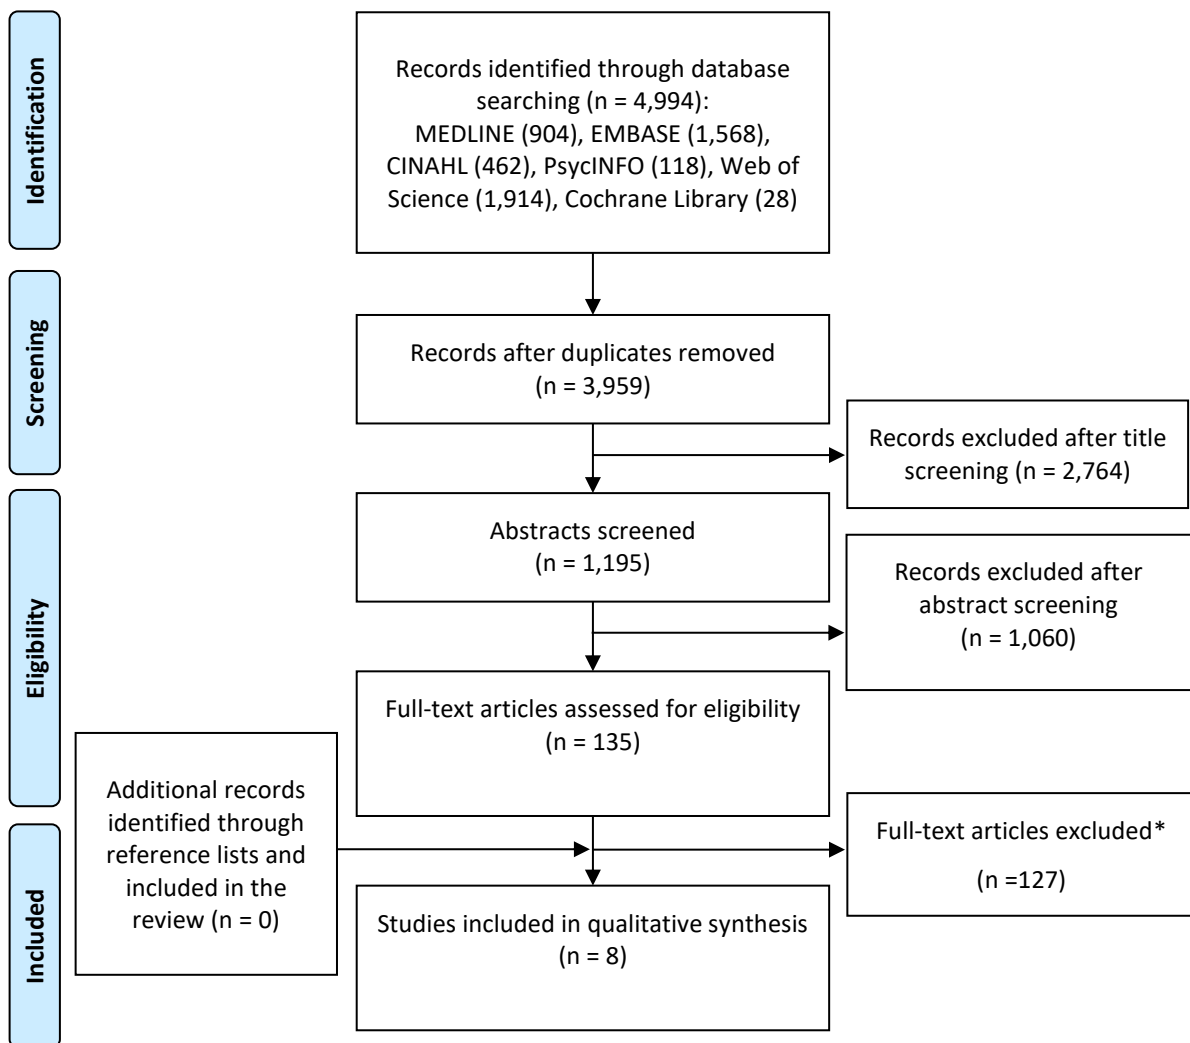 Identification
Records identified through database
searching (n = 4,994):
MEDLINE (904), EMBASE (1,568),
CINAHL (462), PsycINFO (118), Web of
Science (1,914), Cochrane Library (28)
Screening
Records after duplicates removed
(n = 3,959)
Records excluded after title
screening (n = 2,764)
Eligibility
Abstracts screened
(n = 1,195)
Records excluded after
abstract screening
(n = 1,060)
Full-text articles assessed for eligibility
(n = 135)
Additional records
identified through
reference lists and
included in the
review (n = 0)
Full-text articles excluded*
(n =127)
Included
Studies included in qualitative synthesis
(n = 8)